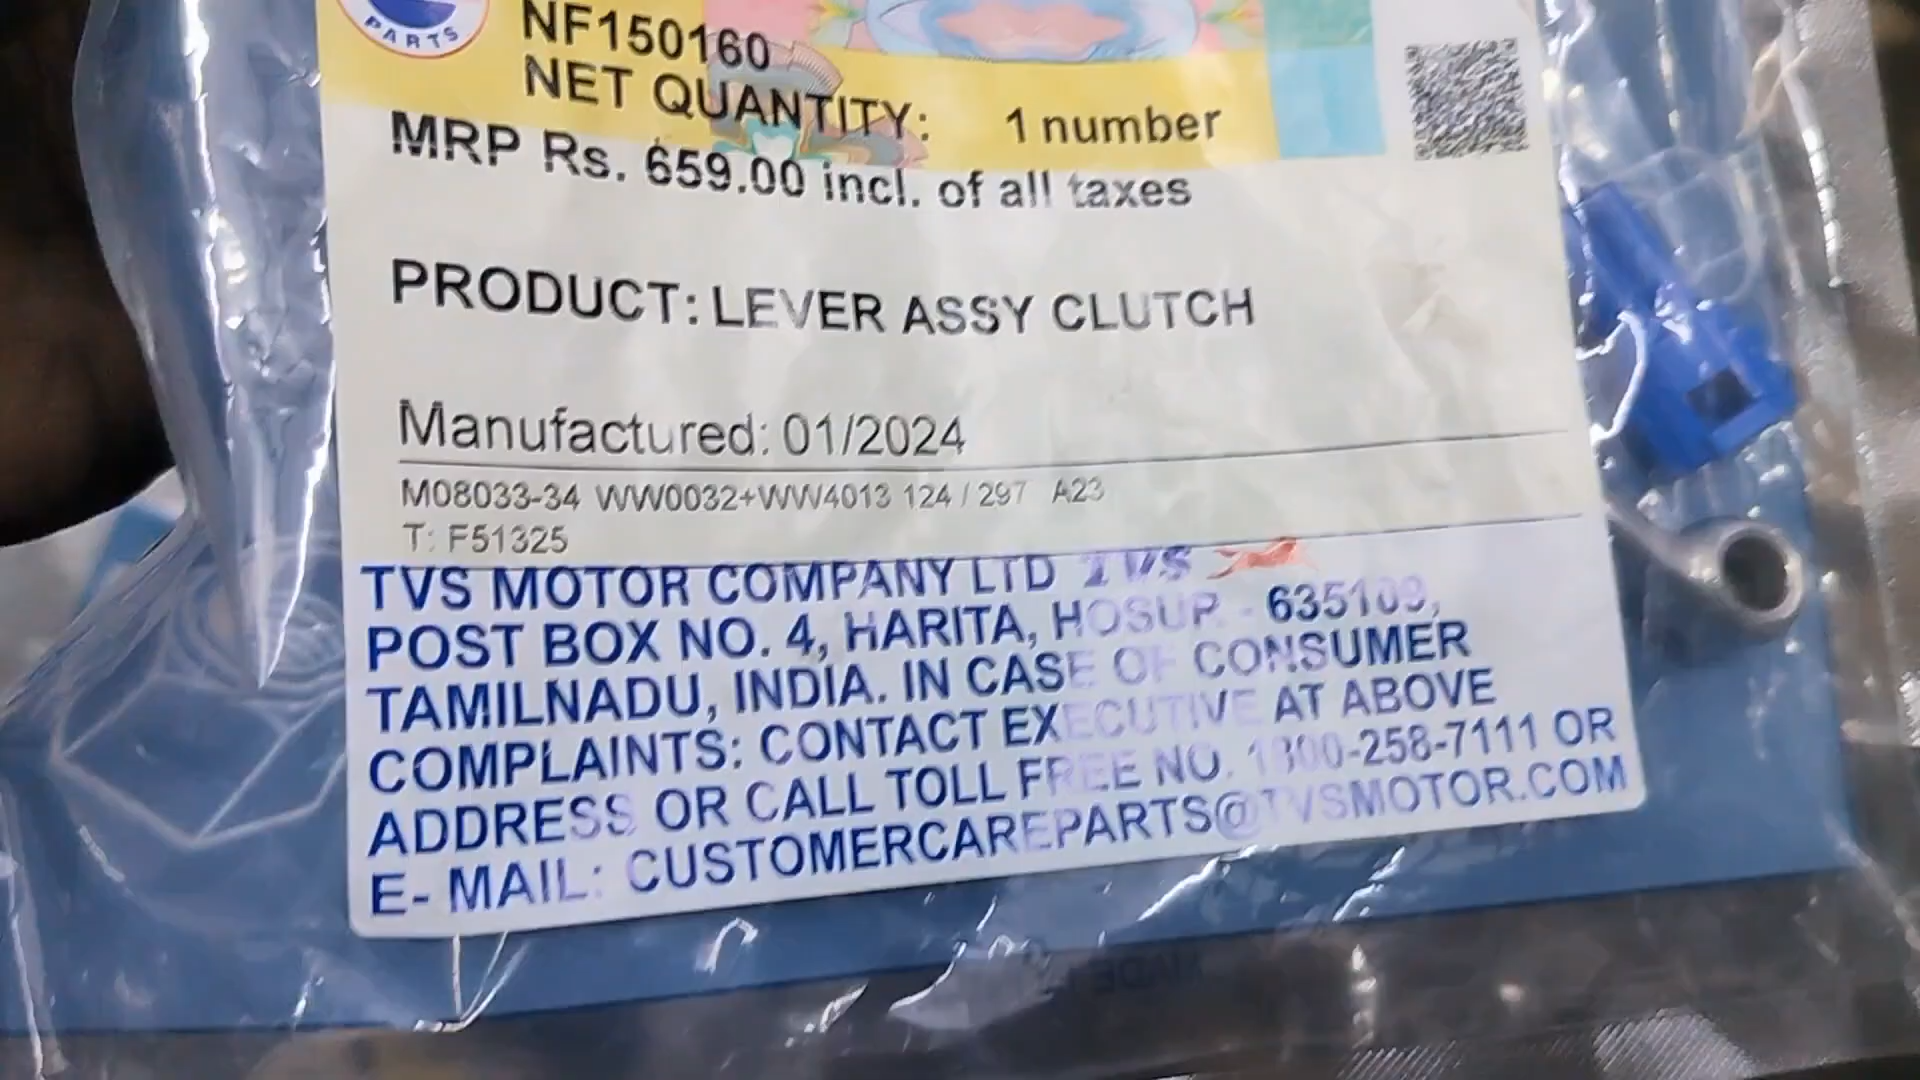 PARTS
NF150160
NET QUANTITY: 1 number
MRP Rs. 659.00 incl. of all taxes
PRODUCT: LEVER ASSY CLUTCH
Manufactured: 01/2024
M08033-34 WW0032+WW4013 124 / 297 A23
T: F51325
TVS MOTOR COMPANY LTD TVS
POST BOX NO. 4, HARITA, HOSUR - 635109,
TAMILNADU, INDIA. IN CASE OF CONSUMER
COMPLAINTS: CONTACT EXECUTIVE AT ABOVE
ADDRESS OR CALL TOLL FREE NO. 1800-258-7111 OR
E- MAIL: CUSTOMERCAREPARTS@TVSMOTOR.COM